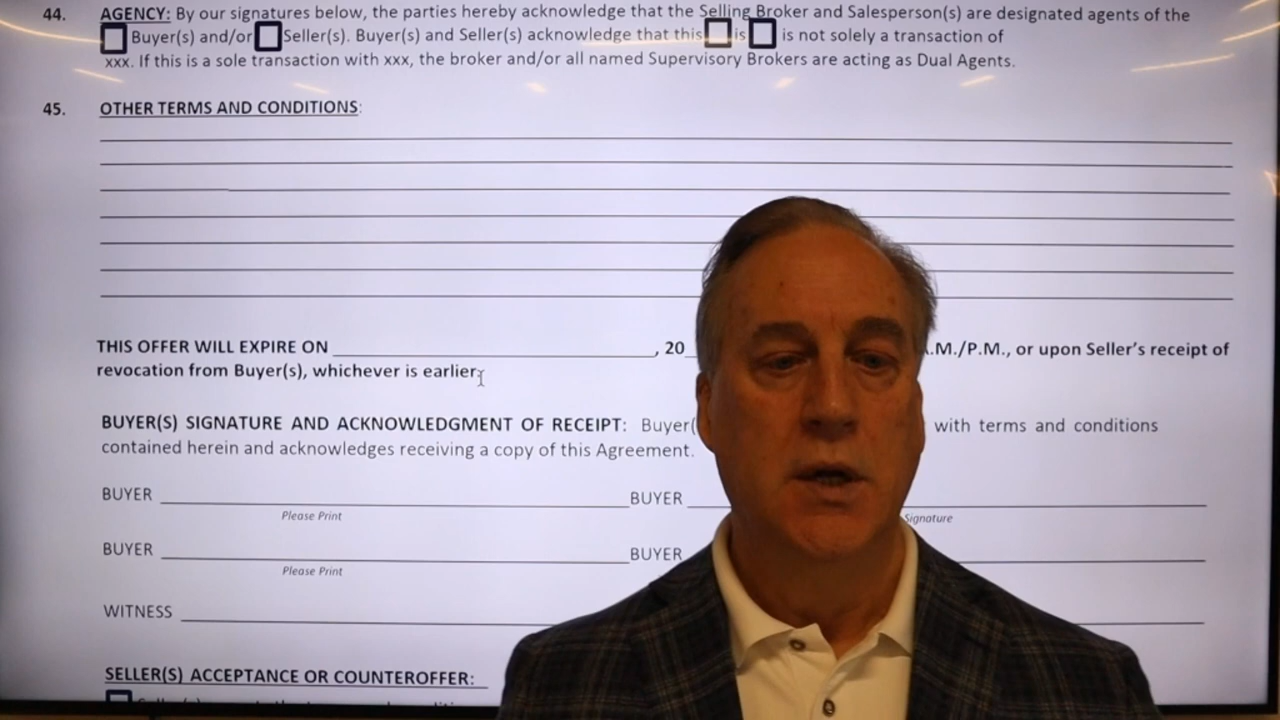 44. AGENCY: By our signatures below, the parties hereby acknowledge that the Selling Broker and Salesperson(s) are designated agents of the
Buyer(s) and/or Seller(s). Buyer(s) and Seller(s) acknowledge that this is is not solely a transaction of
xxx. If this is a sole transaction with xxx, the broker and/or all named Supervisory Brokers are acting as Dual Agents.
45. OTHER TERMS AND CONDITIONS:
THIS OFFER WILL EXPIRE ON , 20 .M./P.M., or upon Seller's receipt of
revocation from Buyer(s), whichever is earlier.
BUYER(S) SIGNATURE AND ACKNOWLEDGMENT OF RECEIPT: Buyer( with terms and conditions
contained herein and acknowledges receiving a copy of this Agreement.
BUYER BUYER
Please Print Signature
BUYER BUYER
Please Print
WITNESS
SELLER(S) ACCEPTANCE OR COUNTEROFFER: